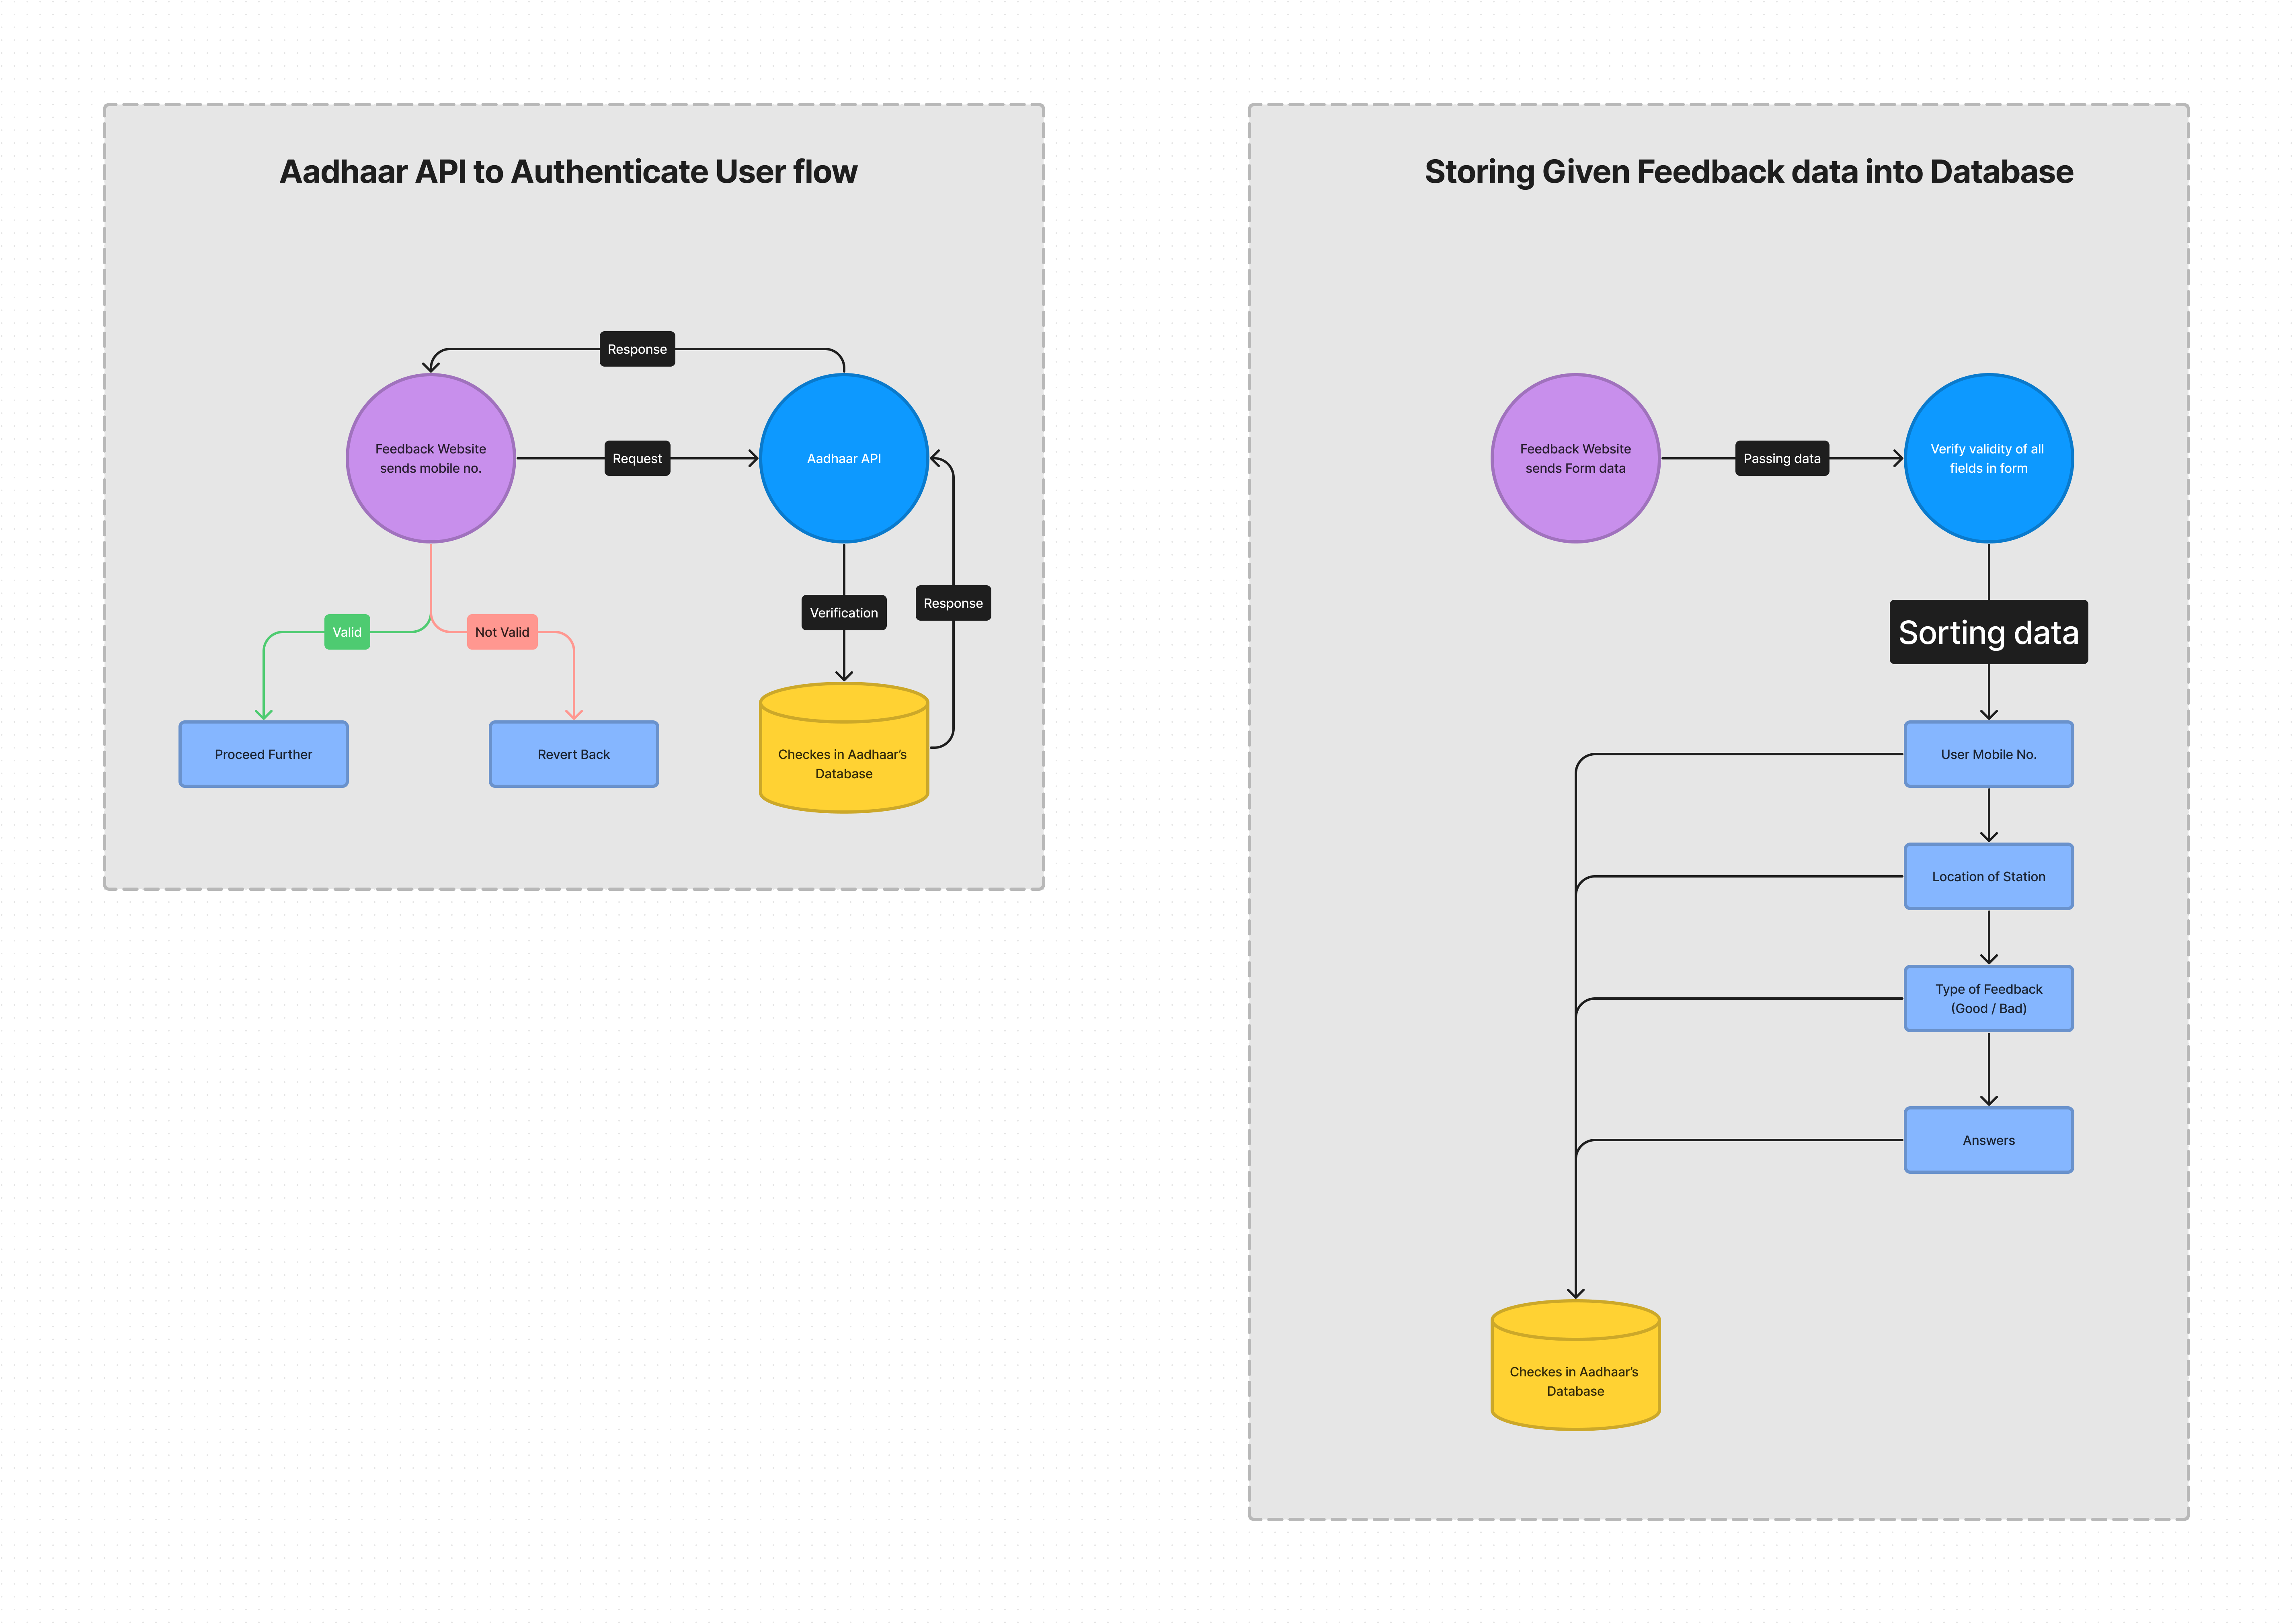 Aadhaar API to Authenticate User flow
Response
Feedback Website
sends mobile no.
Request
Aadhaar API
Verification
Response
Valid
Not Valid
Proceed Further
Revert Back
Checkes in Aadhaar's
Database
Storing Given Feedback data into Database
Feedback Website
sends Form data
Passing data
Verify validity of all
fields in form
Sorting data
User Mobile No.
Location of Station
Type of Feedback
(Good / Bad)
Answers
Checkes in Aadhaar's
Database